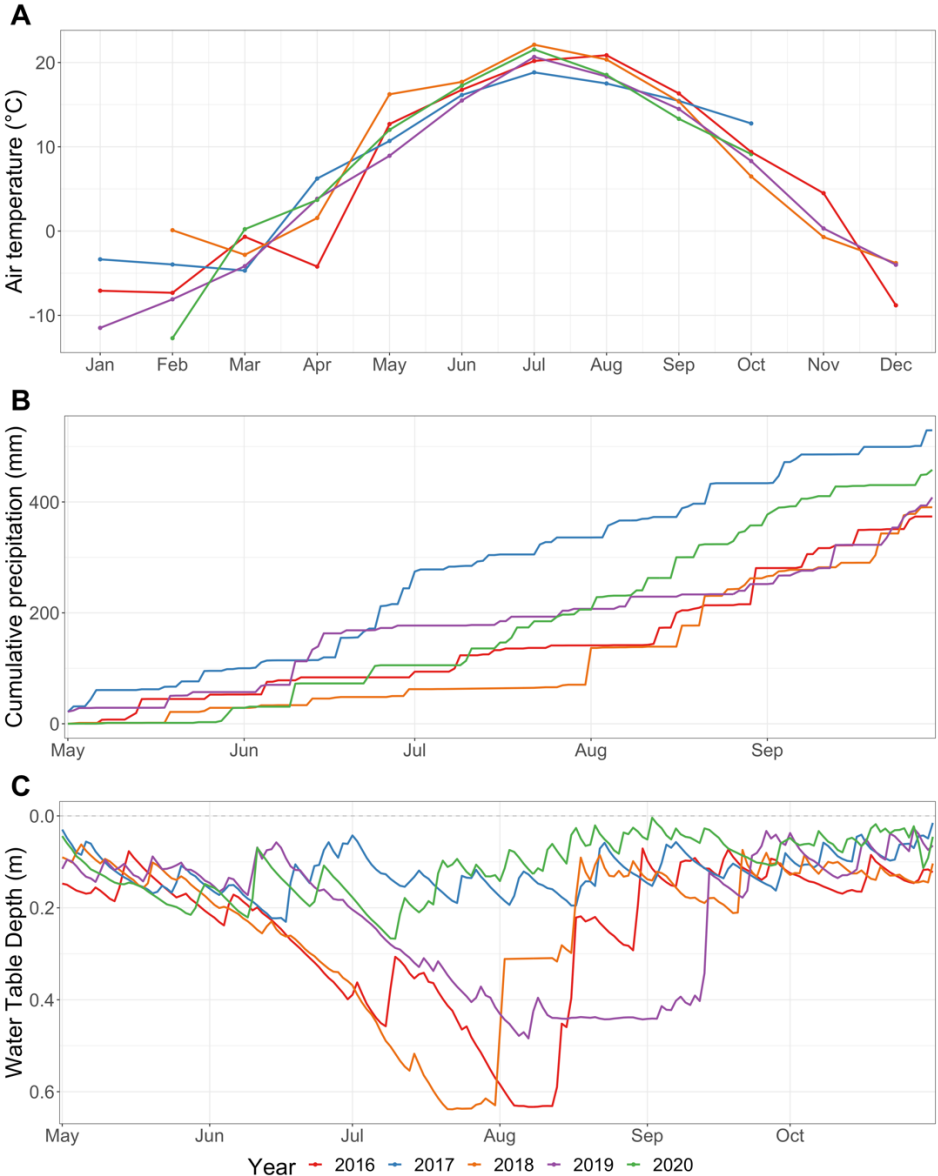 A
Air temperature (°C)
20
10
0
-10
Jan Feb Mar Apr May Jun Jul Aug Sep Oct Nov Dec
B
Cumulative precipitation (mm)
400
200
0
May Jun Jul Aug Sep
C
Water Table Depth (m)
0.0
0.2
0.4
0.6
May Jun Jul Aug Sep Oct
Year 2016 2017 2018 2019 2020